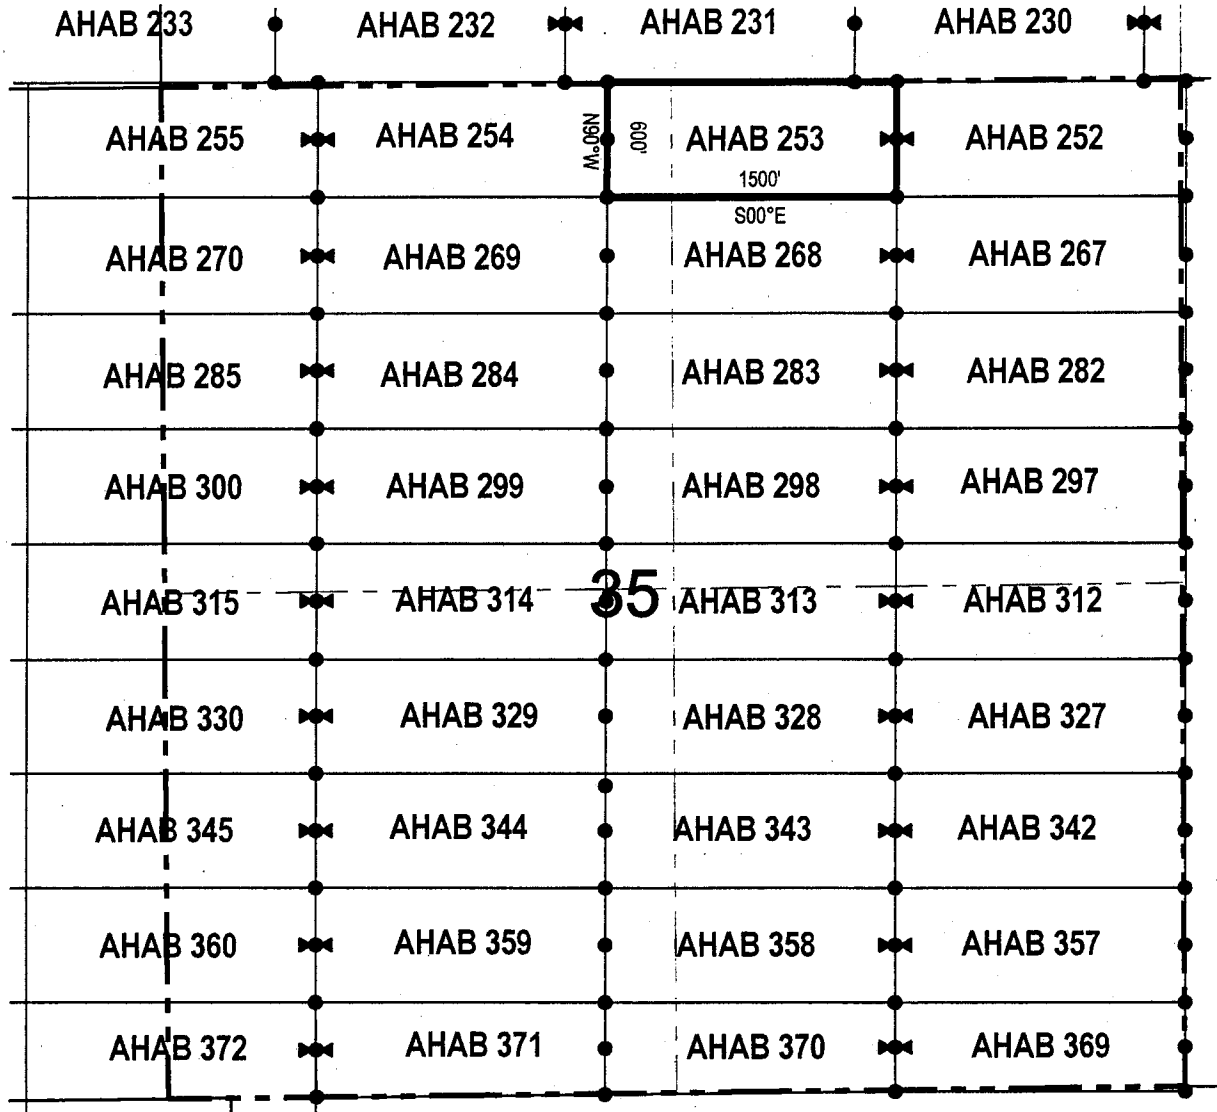 AHAB 233 AHAB 232 AHAB 231 AHAB 230
AHAB 255 AHAB 254 N90°W 600' AHAB 253 AHAB 252
1500'
S00°E
AHAB 270 AHAB 269 AHAB 268 AHAB 267
AHAB 285 AHAB 284 AHAB 283 AHAB 282
AHAB 300 AHAB 299 AHAB 298 AHAB 297
35
AHAB 315 AHAB 314 AHAB 313 AHAB 312
AHAB 330 AHAB 329 AHAB 328 AHAB 327
AHAB 345 AHAB 344 AHAB 343 AHAB 342
AHAB 360 AHAB 359 AHAB 358 AHAB 357
AHAB 372 AHAB 371 AHAB 370 AHAB 369